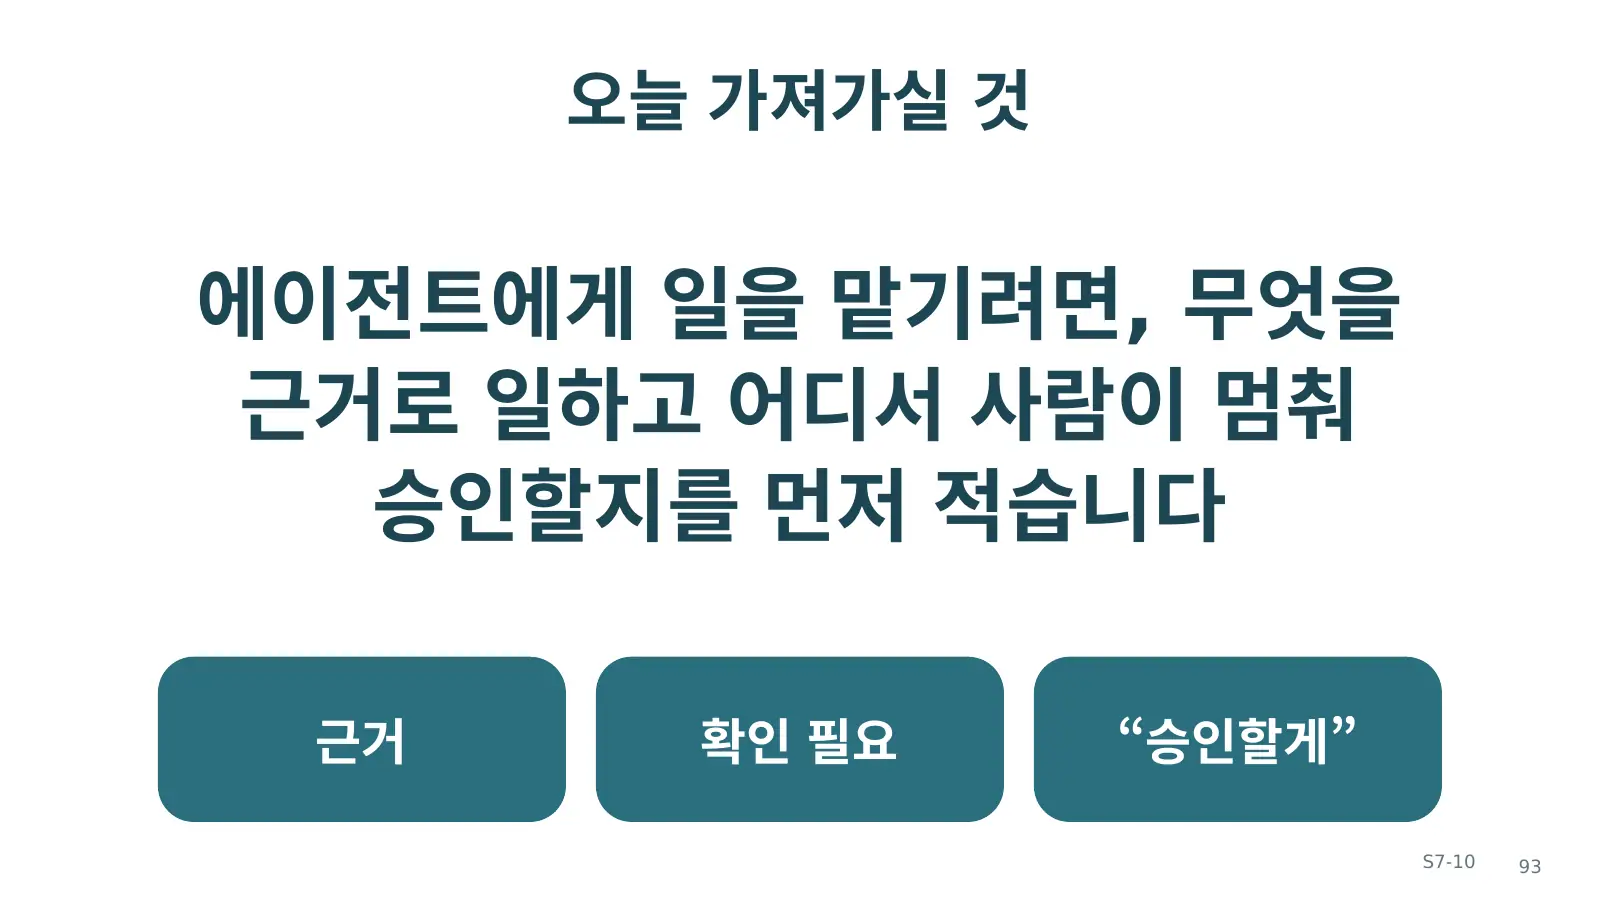 오늘 가져가실 것
에이전트에게 일을 맡기려면, 무엇을
근거로 일하고 어디서 사람이 멈춰
승인할지를 먼저 적습니다
근거
확인 필요
“승인할게”
S7-10
93